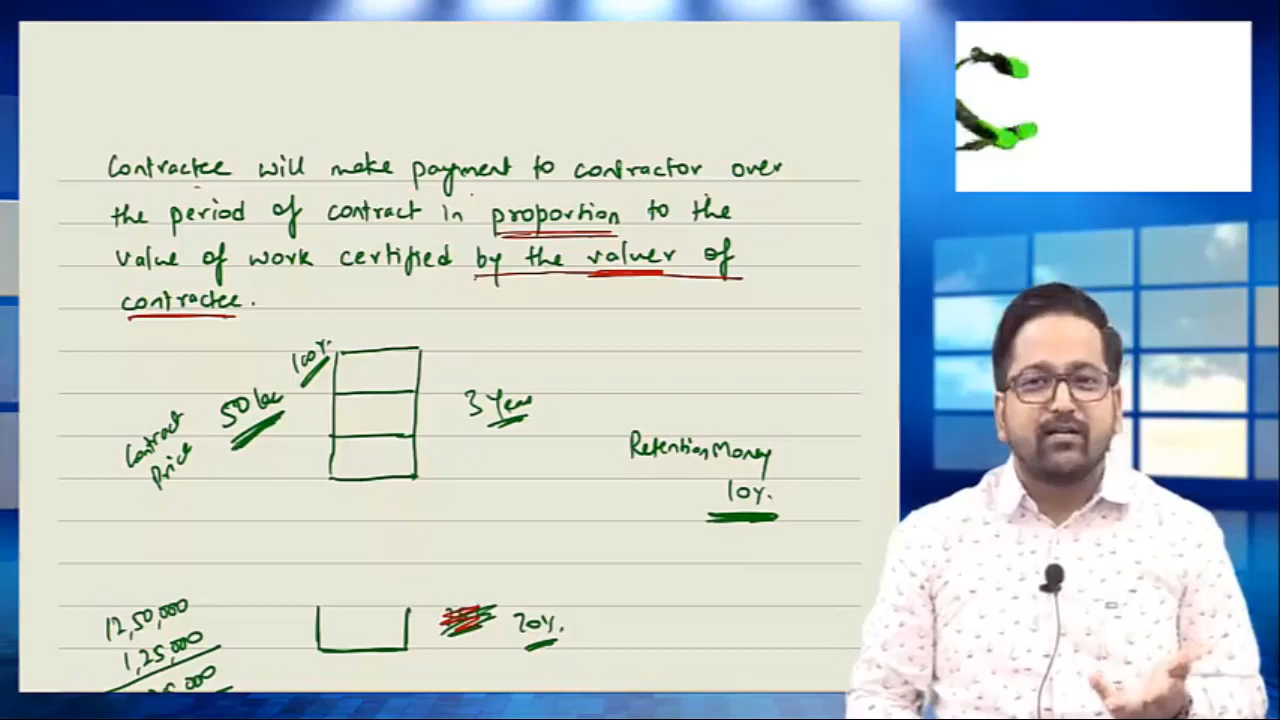 Contractee will make payment to contractor over
the period of contract in proportion to the
value of work certified by the valuer of
contractee.
100%.
50 lac
3 Year
Contract
Price
Retention Money
10%.
12,50,000
1,25,000
20%.